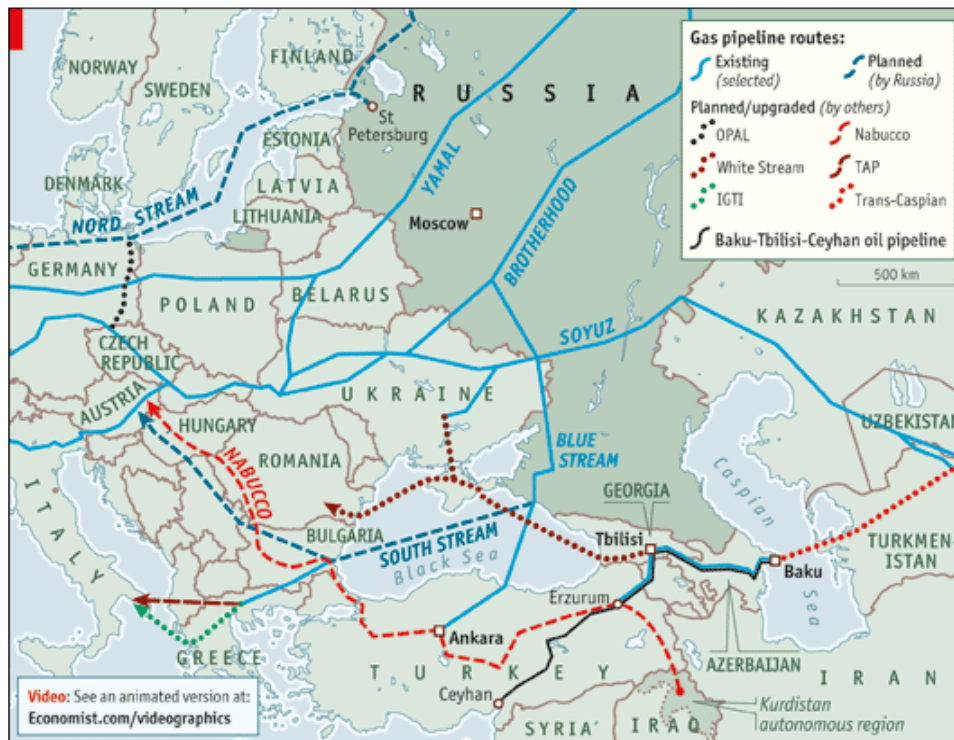 Gas pipeline routes:
Existing
(selected)
Planned
(by Russia)
Planned/upgraded (by others)
OPAL
Nabucco
White Stream
TAP
IGTI
Trans-Caspian
Baku-Tbilisi-Ceyhan oil pipeline
500 km
NORWAY
SWEDEN
FINLAND
RUSSIA
St
Petersburg
ESTONIA
LATVIA
LITHUANIA
DENMARK
NORD STREAM
YAMAL
Moscow
BROTHERHOOD
GERMANY
POLAND
BELARUS
SOYUZ
KAZAKHSTAN
CZECH
REPUBLIC
UKRAINE
AUSTRIA
HUNGARY
UZBEKISTAN
NABUCCO
ROMANIA
BLUE
STREAM
Caspian Sea
ITALY
GEORGIA
BULGARIA
SOUTH STREAM
Black Sea
Tbilisi
Baku
TURKMEN-
ISTAN
Erzurum
Ankara
GREECE
TURKEY
AZERBAIJAN
IRAN
Ceyhan
SYRIA
IRAQ
Kurdistan
autonomous region
Video: See an animated version at:
Economist.com/videographics